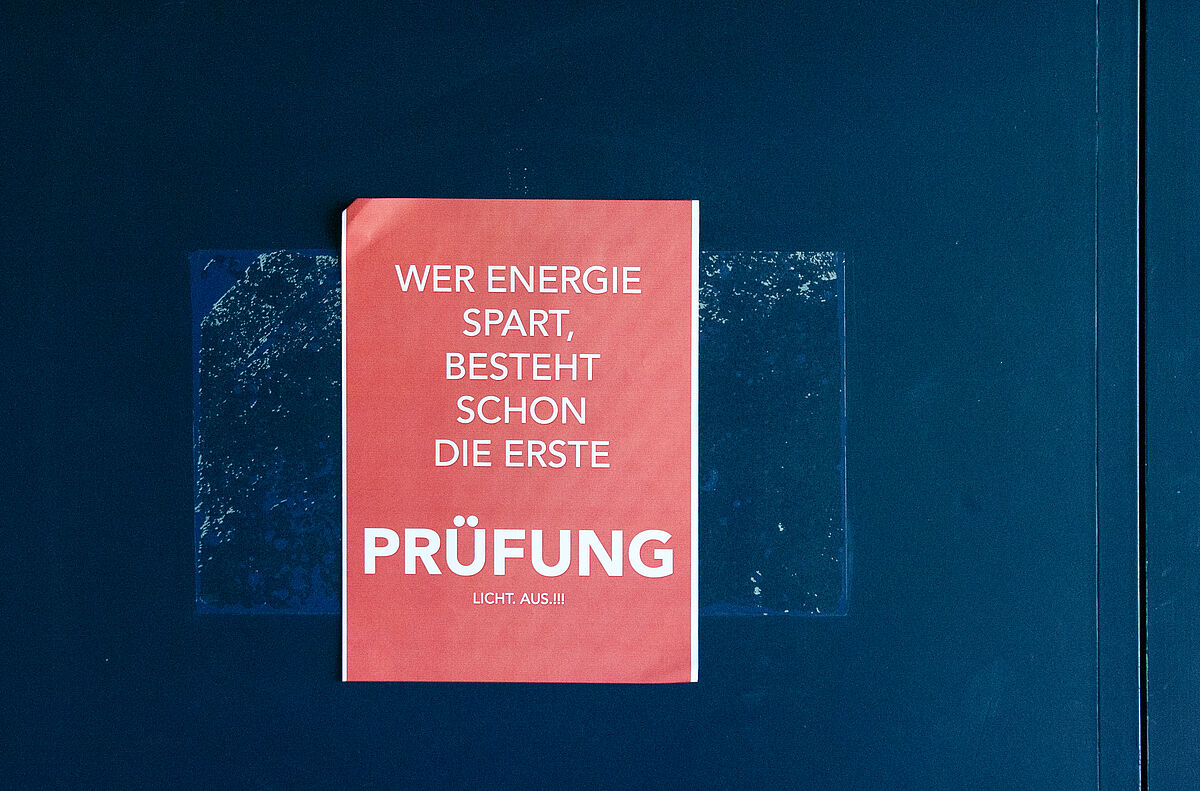 WER ENERGIE
SPART,
BESTEHT
SCHON
DIE ERSTE
PRÜFUNG
LICHT. AUS.!!!